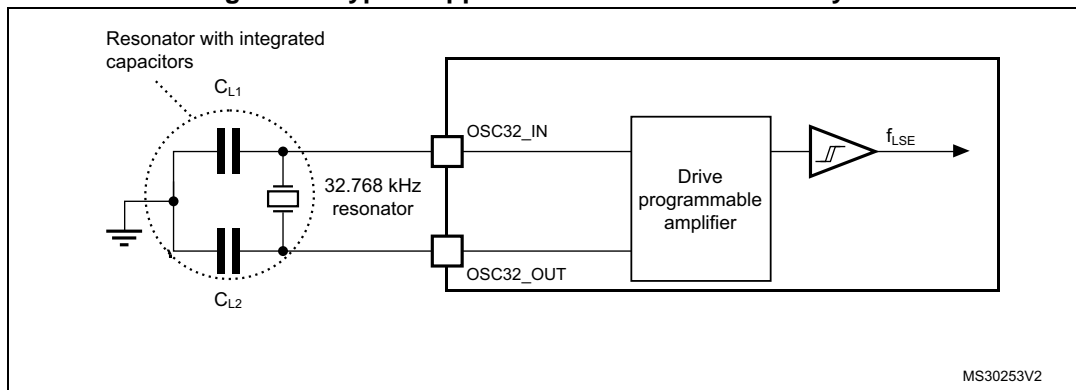 Resonator with integrated
capacitors
CL1
OSC32_IN
fLSE
32.768 kHz
resonator
Drive
programmable
amplifier
OSC32_OUT
CL2
MS30253V2